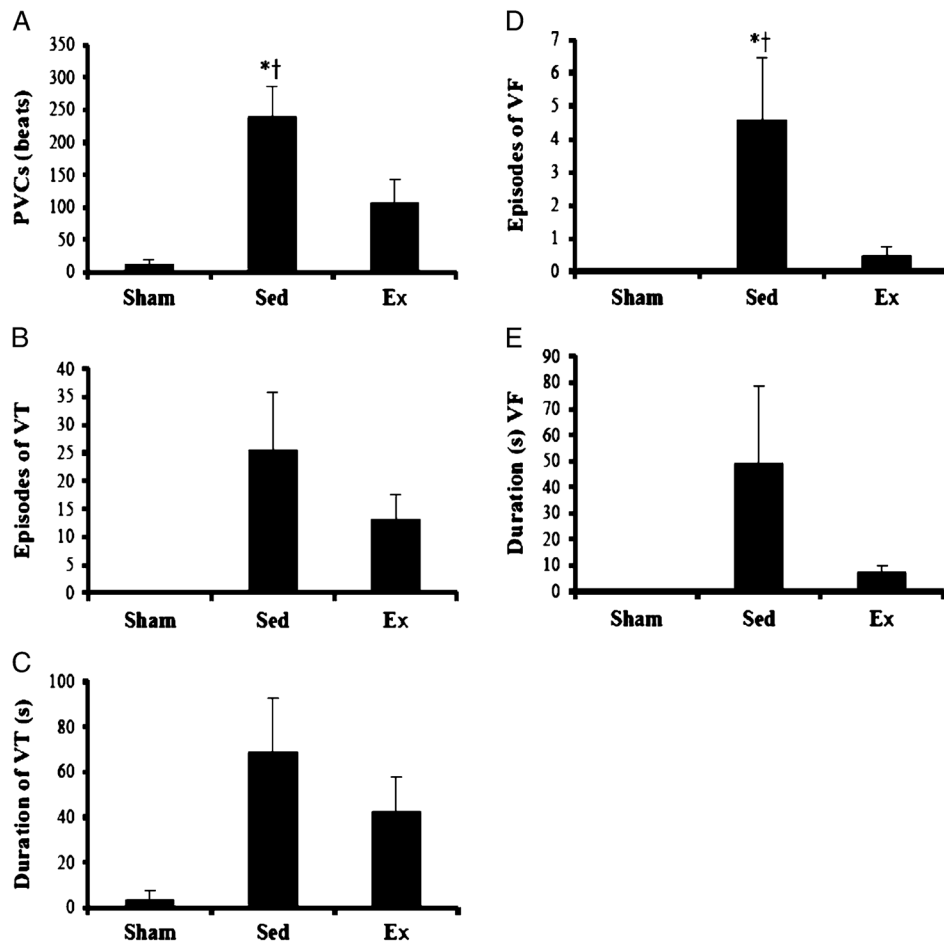 A
PVCs (beats)
350
300
250
200
150
100
50
0
*†
Sham Sed Ex
B
Episodes of VT
40
35
30
25
20
15
10
5
0
Sham Sed Ex
C
Duration of VT (s)
100
80
60
40
20
0
Sham Sed Ex
D
Episodes of VF
7
6
5
4
3
2
1
0
*†
Sham Sed Ex
E
Duration (s) VF
90
80
70
60
50
40
30
20
10
0
Sham Sed Ex